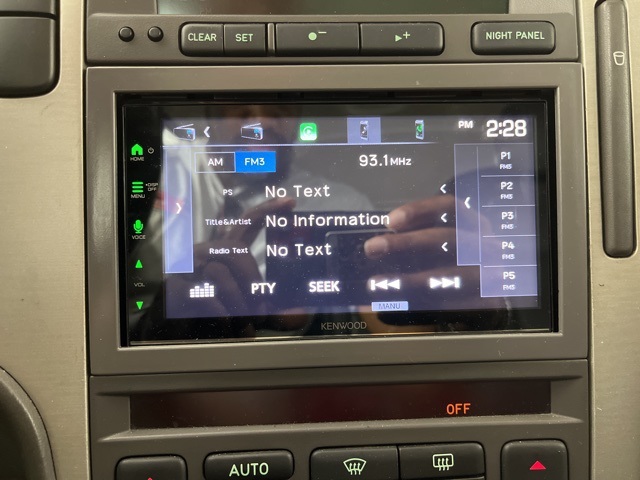 CLEAR SET
NIGHT PANEL
PM 2:28
HOME
MENU
DISP
OFF
VOICE
VOL
AM FM3 93.1MHz
PS No Text
Title&Artist No Information
Radio Text No Text
P1
FM3
P2
FM3
P3
FM3
P4
FM3
P5
FM3
PTY SEEK
MANU
KENWOOD
OFF
AUTO